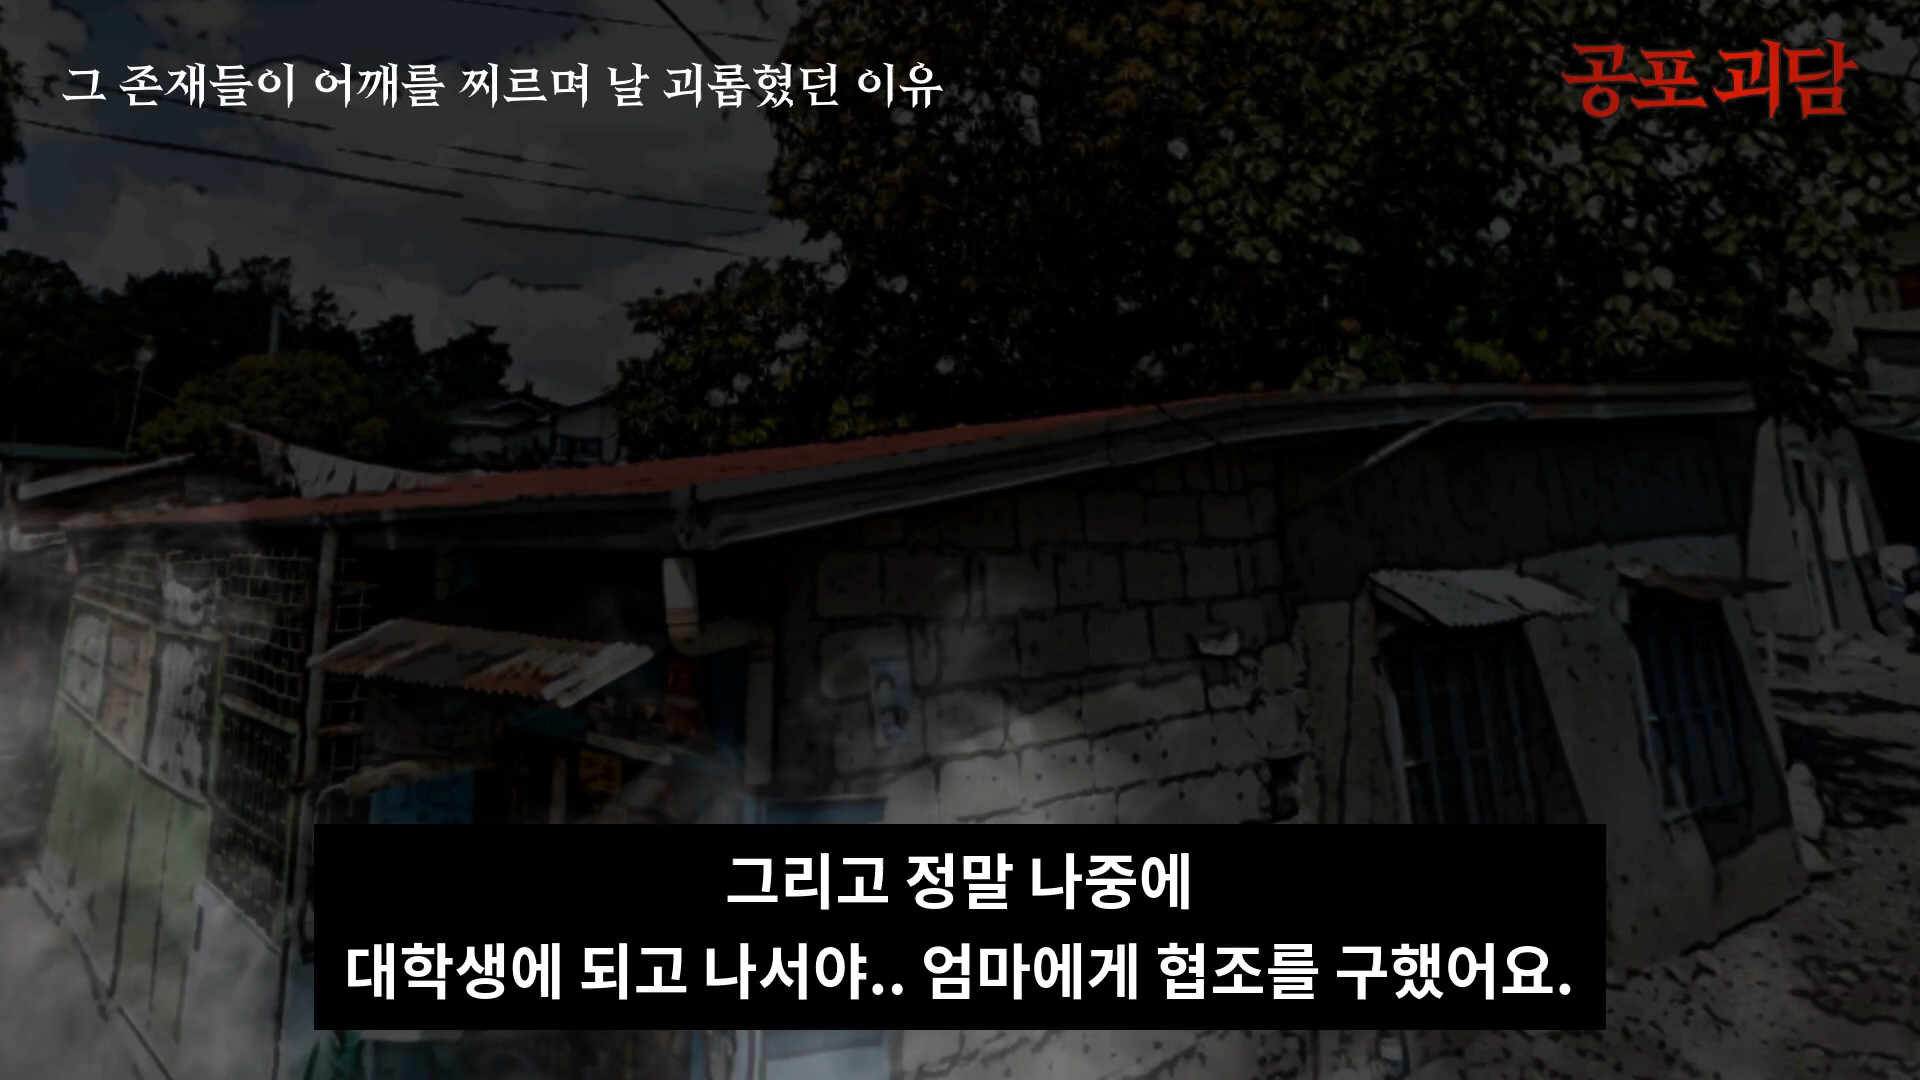 그 존재들이 어깨를 찌르며 날 괴롭혔던 이유
공포 괴담
그리고 정말 나중에
대학생에 되고 나서야.. 엄마에게 협조를 구했어요.